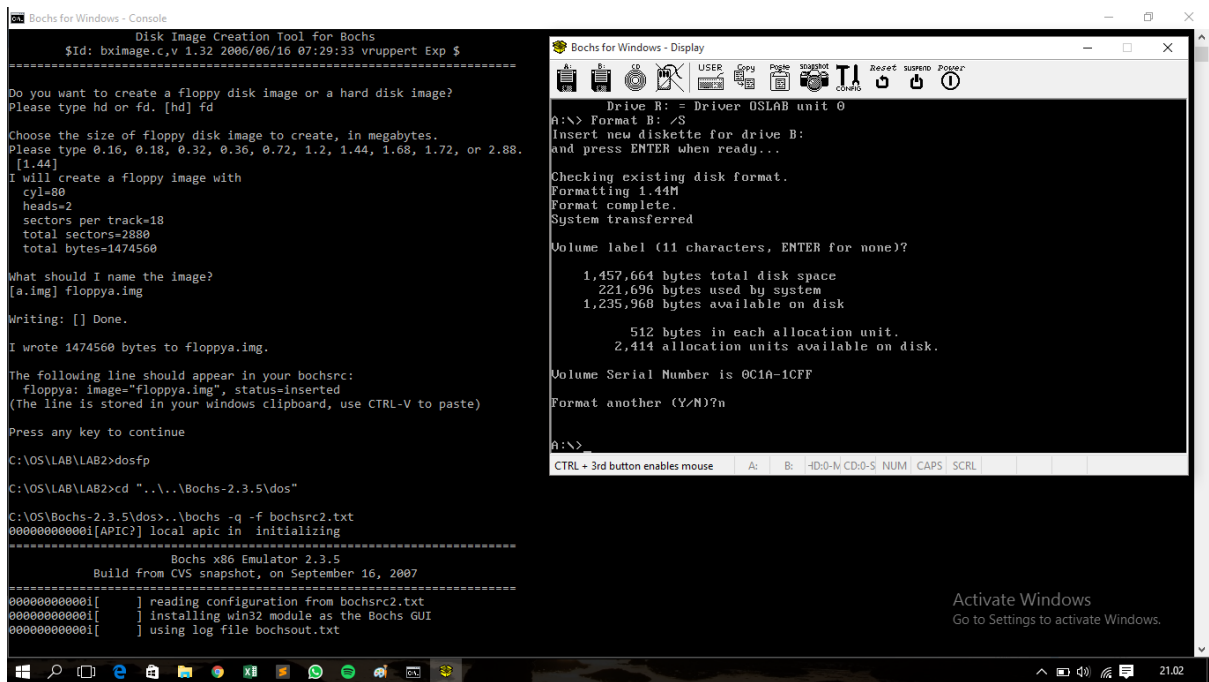 Bochs for Windows - Console
Disk Image Creation Tool for Bochs
$Id: bximage.c,v 1.32 2006/06/16 07:29:33 vruppert Exp $
========================================================================
Do you want to create a floppy disk image or a hard disk image?
Please type hd or fd. [hd] fd
Choose the size of floppy disk image to create, in megabytes.
Please type 0.16, 0.18, 0.32, 0.36, 0.72, 1.2, 1.44, 1.68, 1.72, or 2.88.
[1.44]
I will create a floppy image with
cyl=80
heads=2
sectors per track=18
total sectors=2880
total bytes=1474560
What should I name the image?
[a.img] floppya.img
Writing: [] Done.
I wrote 1474560 bytes to floppya.img.
The following line should appear in your bochsrc:
floppya: image="floppya.img", status=inserted
(The line is stored in your windows clipboard, use CTRL-V to paste)
Press any key to continue
C:\OS\LAB\LAB2>dosfp
C:\OS\LAB\LAB2>cd "..\..\Bochs-2.3.5\dos"
C:\OS\Bochs-2.3.5\dos>..\bochs -q -f bochsrc2.txt
00000000000i[APIC?] local apic in  initializing
========================================================================
Bochs x86 Emulator 2.3.5
Build from CVS snapshot, on September 16, 2007
========================================================================
00000000000i[     ] reading configuration from bochsrc2.txt
00000000000i[     ] installing win32 module as the Bochs GUI
00000000000i[     ] using log file bochsout.txt
Bochs for Windows - Display
A: B: CD USER Copy Paste snapshot CONFIG Reset SUSPEND Power
Drive R: = Driver OSLAB unit 0
A:\> Format B: /S
Insert new diskette for drive B:
and press ENTER when ready...
Checking existing disk format.
Formatting 1.44M
Format complete.
System transferred
Volume label (11 characters, ENTER for none)?
1,457,664 bytes total disk space
221,696 bytes used by system
1,235,968 bytes available on disk
512 bytes in each allocation unit.
2,414 allocation units available on disk.
Volume Serial Number is 0C1A-1CFF
Format another (Y/N)?n
A:\>_
CTRL + 3rd button enables mouse A: B: HD:0-M CD:0-S NUM CAPS SCRL
Activate Windows
Go to Settings to activate Windows.
21.02